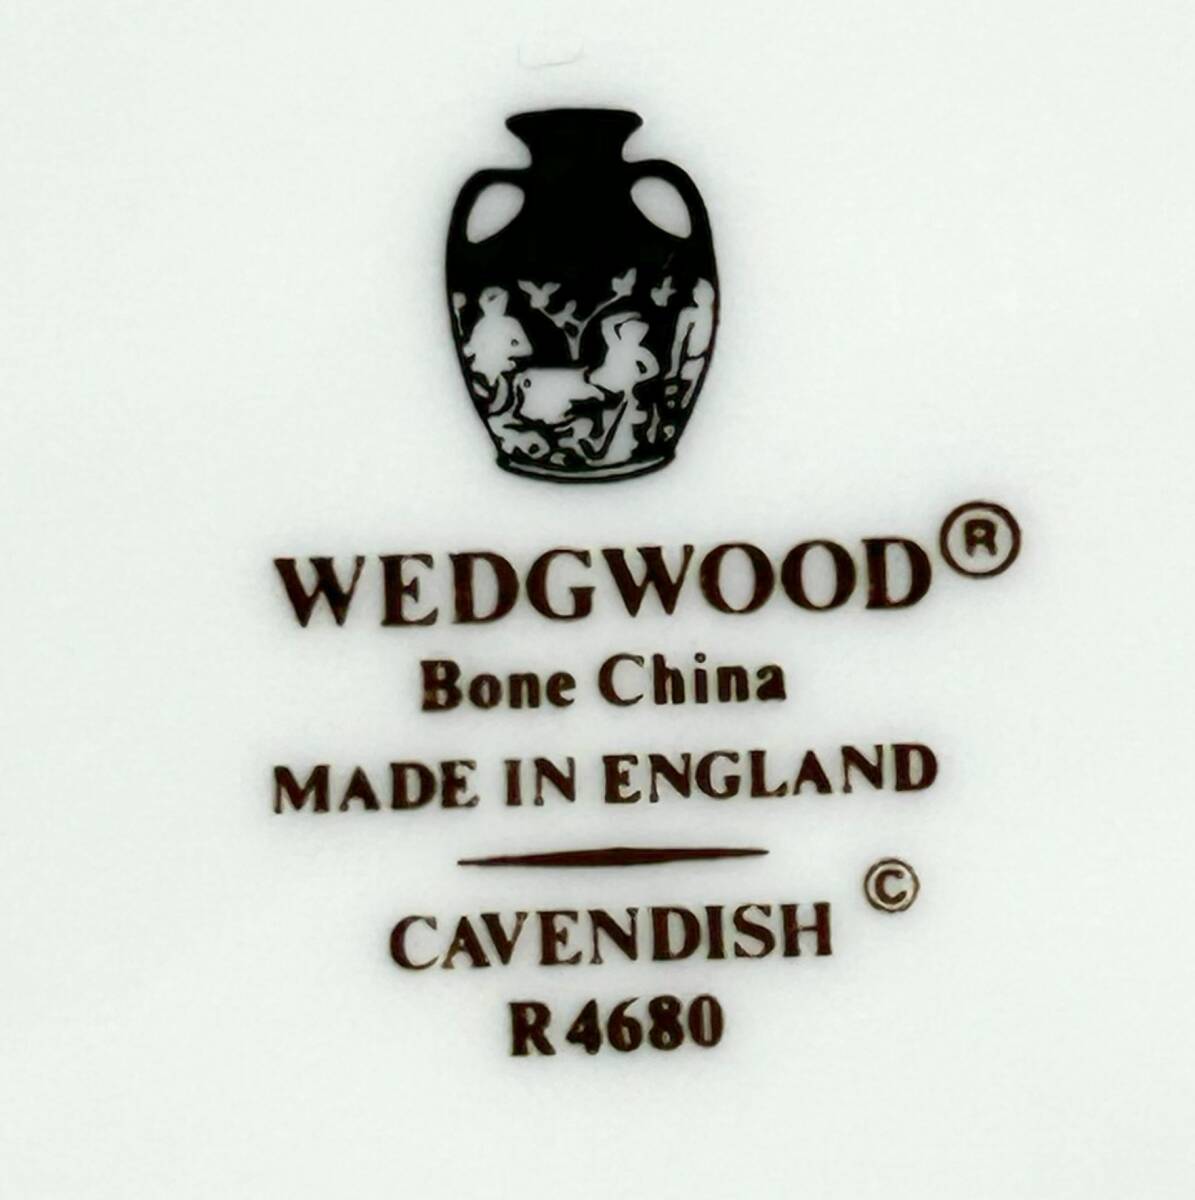 WEDGWOOD®
Bone China
MADE IN ENGLAND
CAVENDISH ©
R4680